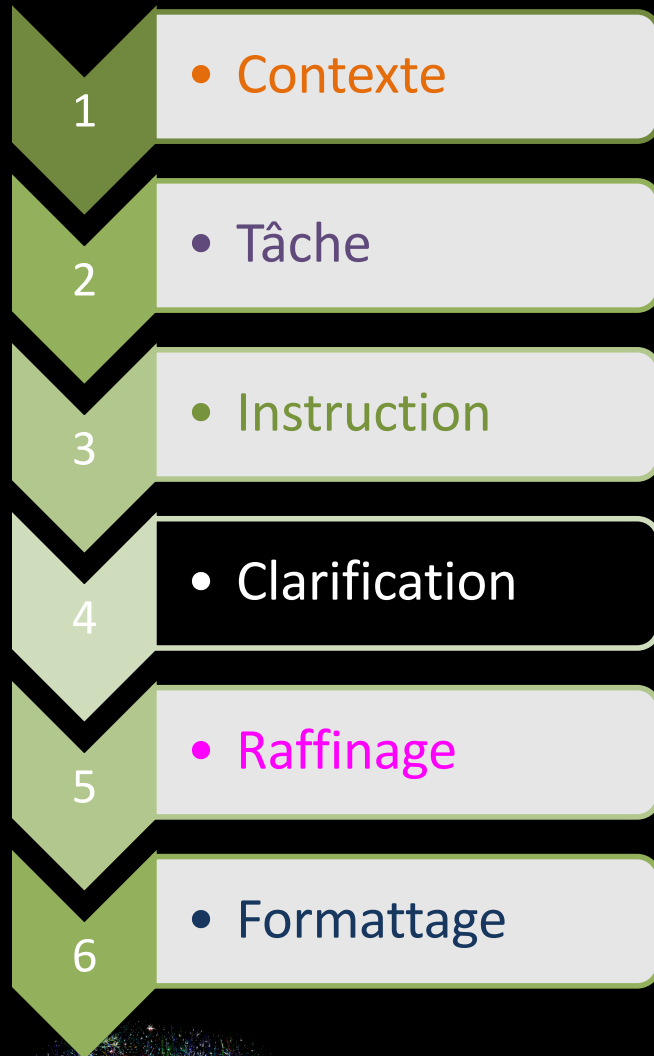 1
• Contexte
2
• Tâche
3
• Instruction
4
• Clarification
5
• Raffinage
6
• Formattage